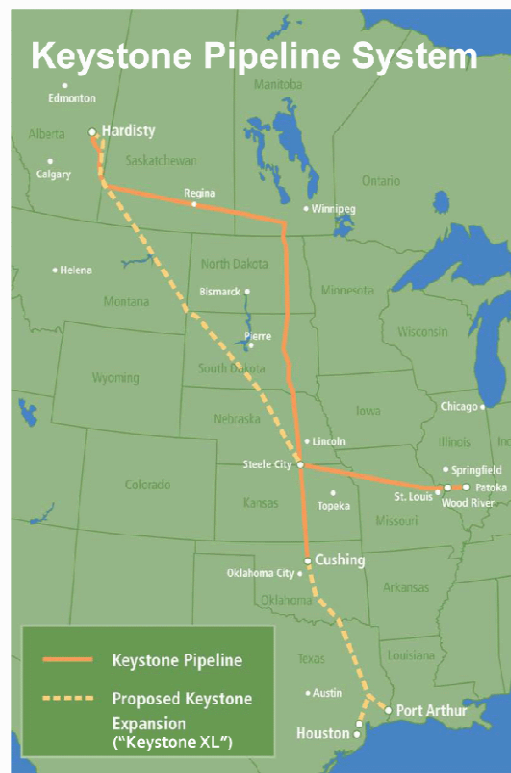 Keystone Pipeline System
Manitoba
Edmonton
Hardisty
Alberta
Saskatchewan
Calgary
Ontario
Regina
Winnipeg
North Dakota
Helena
Bismarck
Minnesota
Montana
Wisconsin
Pierre
South Dakota
Wyoming
Iowa
Chicago
Nebraska
Lincoln
Illinois
Steele City
Springfield
Colorado
Kansas
Topeka
St. Louis
Patoka
Wood River
Missouri
Cushing
Oklahoma City
Arkansas
Oklahoma
Texas
Louisiana
Austin
Port Arthur
Houston
Keystone Pipeline
Proposed Keystone
Expansion
("Keystone XL")